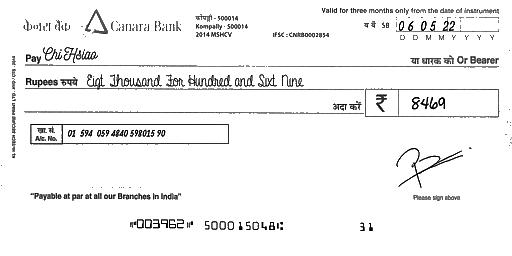 Valid for three months only from the date of instrument
केनरा बैंक Canara Bank
कोंपल्ली - 500014
Kompally - 500014
2014 MSHCV
IFSC : CNRB0002854
SB 06 05 22
D D M M Y Y Y Y
Pay Chi Hsiao या धारक को Or Bearer
Rupees रुपये Eigt Thousand For Hundred and Sixt Nine
अदा करें ₹ 8469
खा. सं.
A/c. No. 01 594 059 4840 598015 90
Please sign above
"Payable at par at all our Branches in India"
⑈003962⑈ 500015048⑆ 31